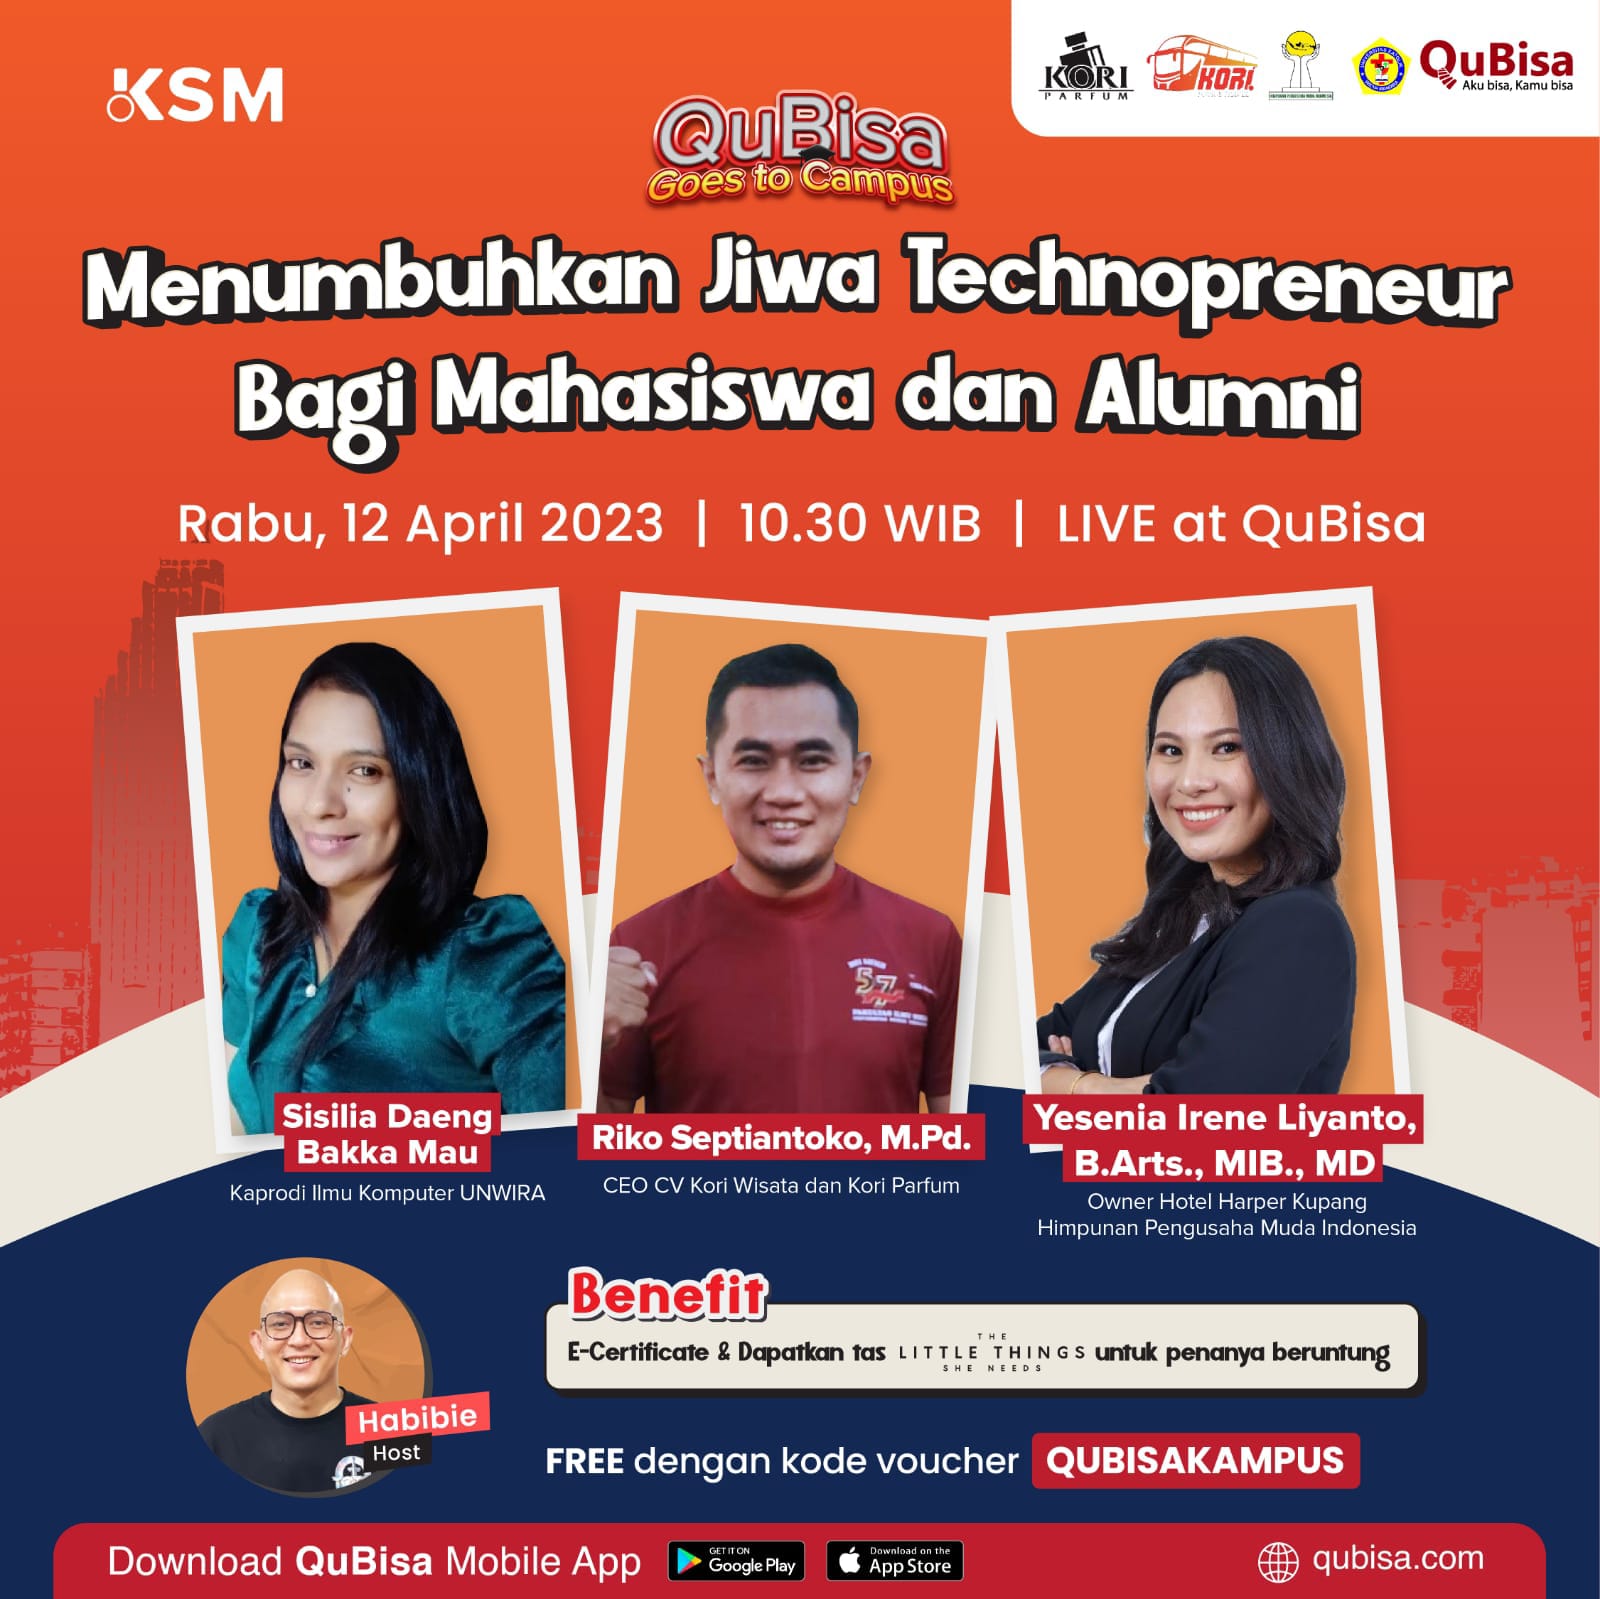 KSM
KORI
PARFUM
KORI
QuBisa
Aku bisa, Kamu bisa
QuBisa
Goes to Campus
Menumbuhkan Jiwa Technopreneur
Bagi Mahasiswa dan Alumni
Rabu, 12 April 2023 | 10.30 WIB | LIVE at QuBisa
57
Sisilia Daeng
Bakka Mau
Kaprodi Ilmu Komputer UNWIRA
Riko Septiantoko, M.Pd.
CEO CV Kori Wisata dan Kori Parfum
Yesenia Irene Liyanto,
B.Arts., MIB., MD
Owner Hotel Harper Kupang
Himpunan Pengusaha Muda Indonesia
Habibie
Host
Benefit
E-Certificate & Dapatkan tas THE LITTLE THINGS SHE NEEDS untuk penanya beruntung
FREE dengan kode voucher QUBISAKAMPUS
Download QuBisa Mobile App
GET IT ON
Google Play
Download on the
App Store
qubisa.com